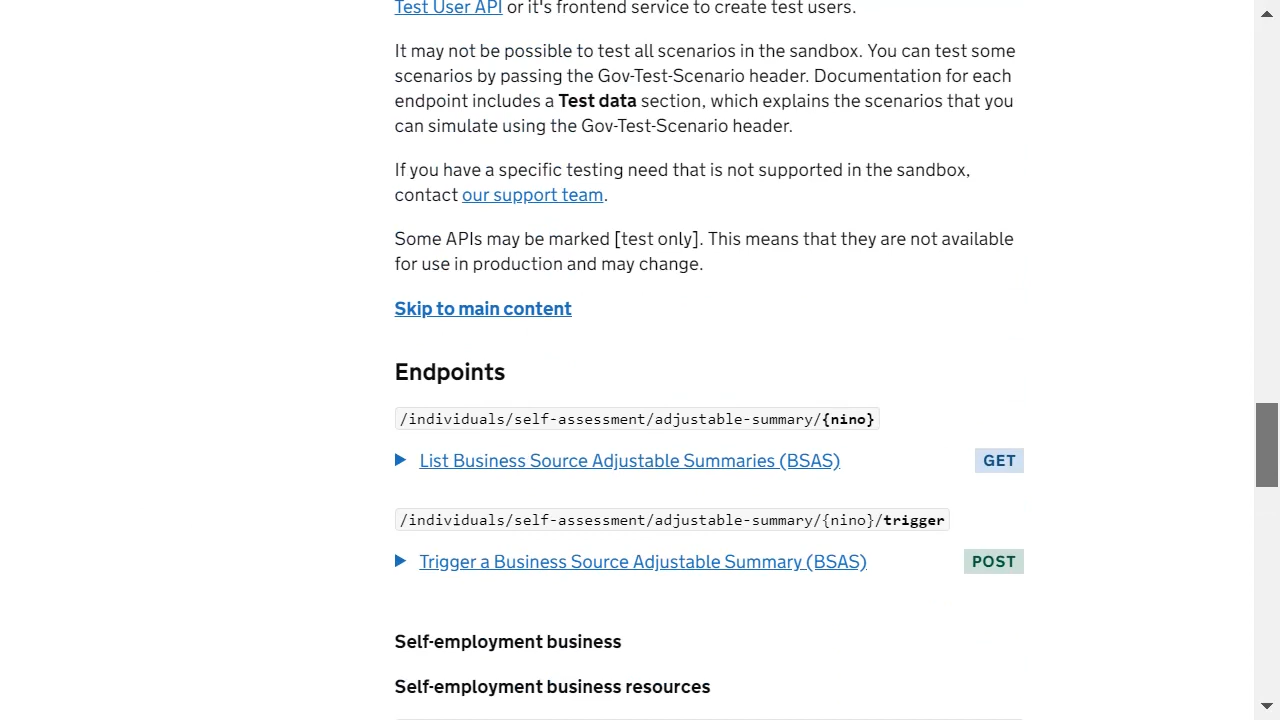 Test User API or it's frontend service to create test users.
It may not be possible to test all scenarios in the sandbox. You can test some
scenarios by passing the Gov-Test-Scenario header. Documentation for each
endpoint includes a Test data section, which explains the scenarios that you
can simulate using the Gov-Test-Scenario header.
If you have a specific testing need that is not supported in the sandbox,
contact our support team.
Some APIs may be marked [test only]. This means that they are not available
for use in production and may change.
Skip to main content
Endpoints
/individuals/self-assessment/adjustable-summary/{nino}
List Business Source Adjustable Summaries (BSAS) GET
/individuals/self-assessment/adjustable-summary/{nino}/trigger
Trigger a Business Source Adjustable Summary (BSAS) POST
Self-employment business
Self-employment business resources